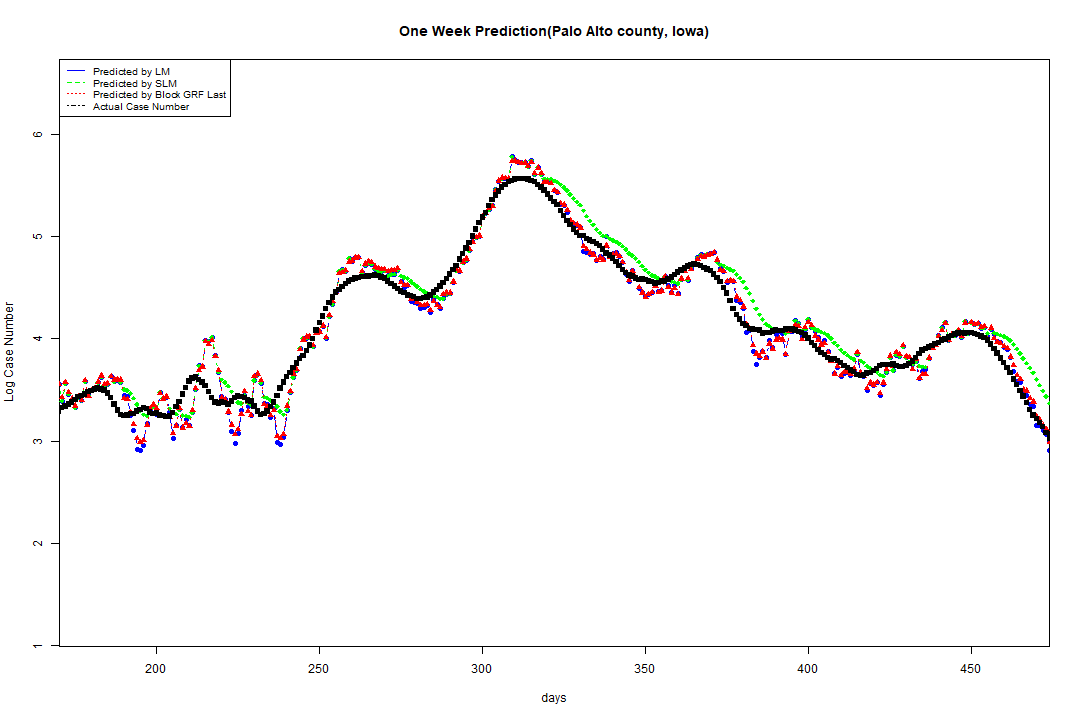 One Week Prediction(Palo Alto county, Iowa)
Predicted by LM
Predicted by SLM
Predicted by Block GRF Last
Actual Case Number
6
5
4
3
2
1
Log Case Number
200 250 300 350 400 450
days